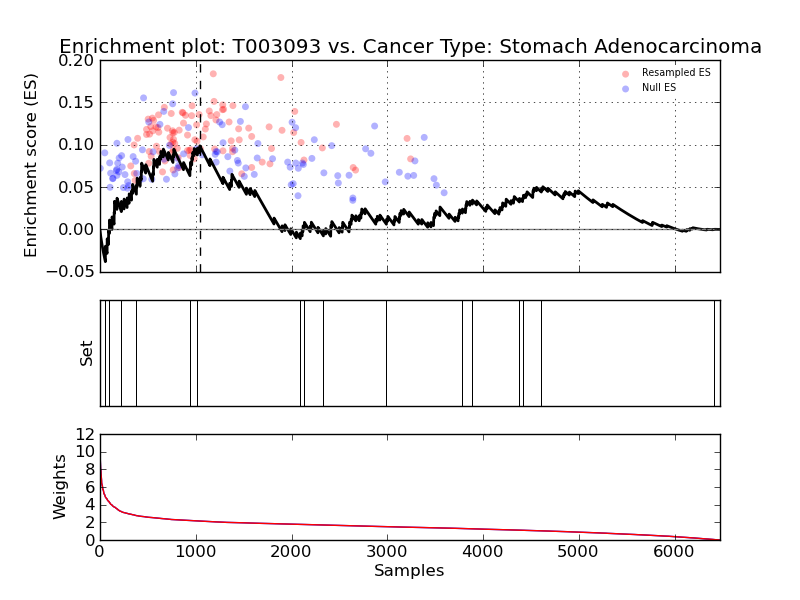 Enrichment plot: T003093 vs. Cancer Type: Stomach Adenocarcinoma
Enrichment score (ES)
0.20
0.15
0.10
0.05
0.00
−0.05
Resampled ES
Null ES
Set
Weights
12
10
8
6
4
2
0
0 1000 2000 3000 4000 5000 6000
Samples